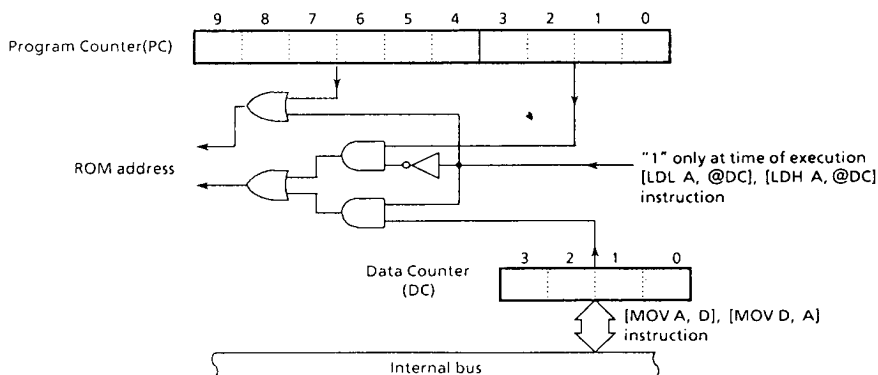 9 8 7 6 5 4 3 2 1 0
Program Counter(PC)
ROM address
"1" only at time of execution
[LDL A, @DC], [LDH A, @DC]
instruction
3 2 1 0
Data Counter
(DC)
[MOV A, D], [MOV D, A]
instruction
Internal bus